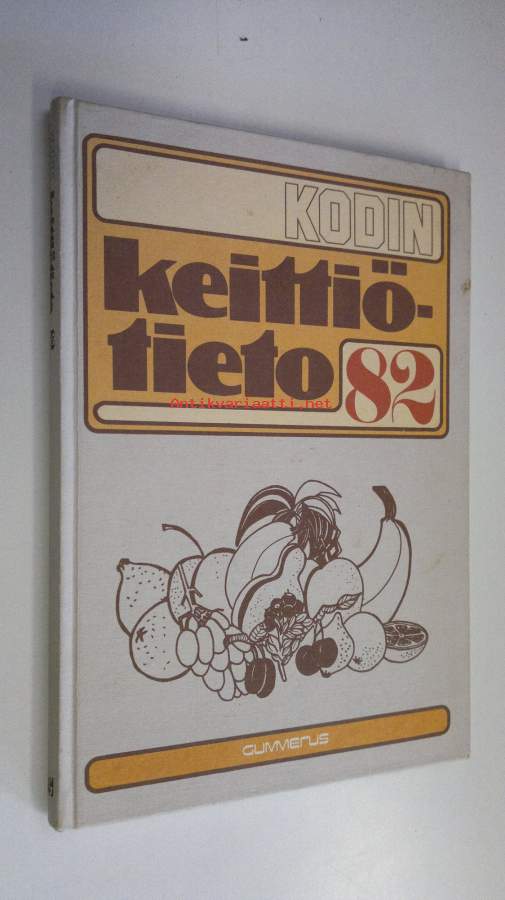 KODIN
keittiö-
tieto 82
Antikvariaatti.net
GUMMERUS